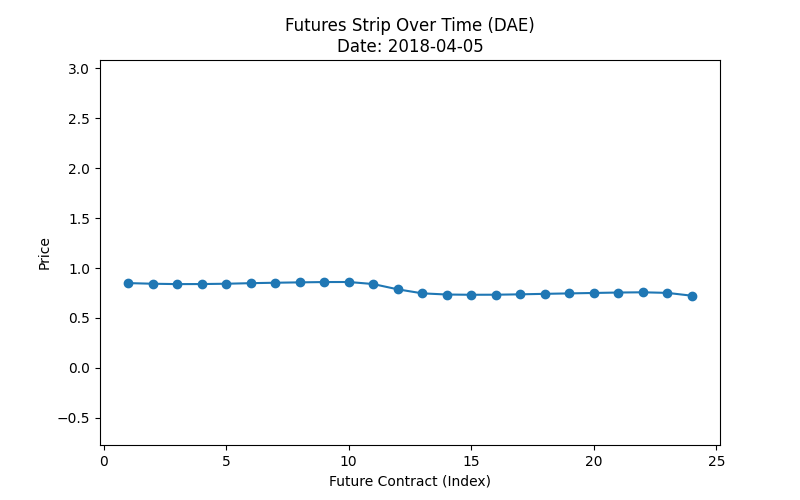 Futures Strip Over Time (DAE)
Date: 2018-04-05
Price
3.0
2.5
2.0
1.5
1.0
0.5
0.0
−0.5
0 5 10 15 20 25
Future Contract (Index)